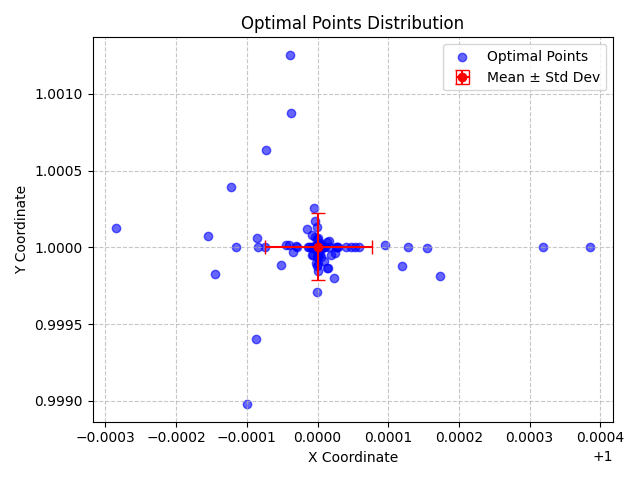 Optimal Points Distribution
Optimal Points
Mean ± Std Dev
1.0010
1.0005
1.0000
0.9995
0.9990
Y Coordinate
−0.0003 −0.0002 −0.0001 0.0000 0.0001 0.0002 0.0003 0.0004
X Coordinate
+1